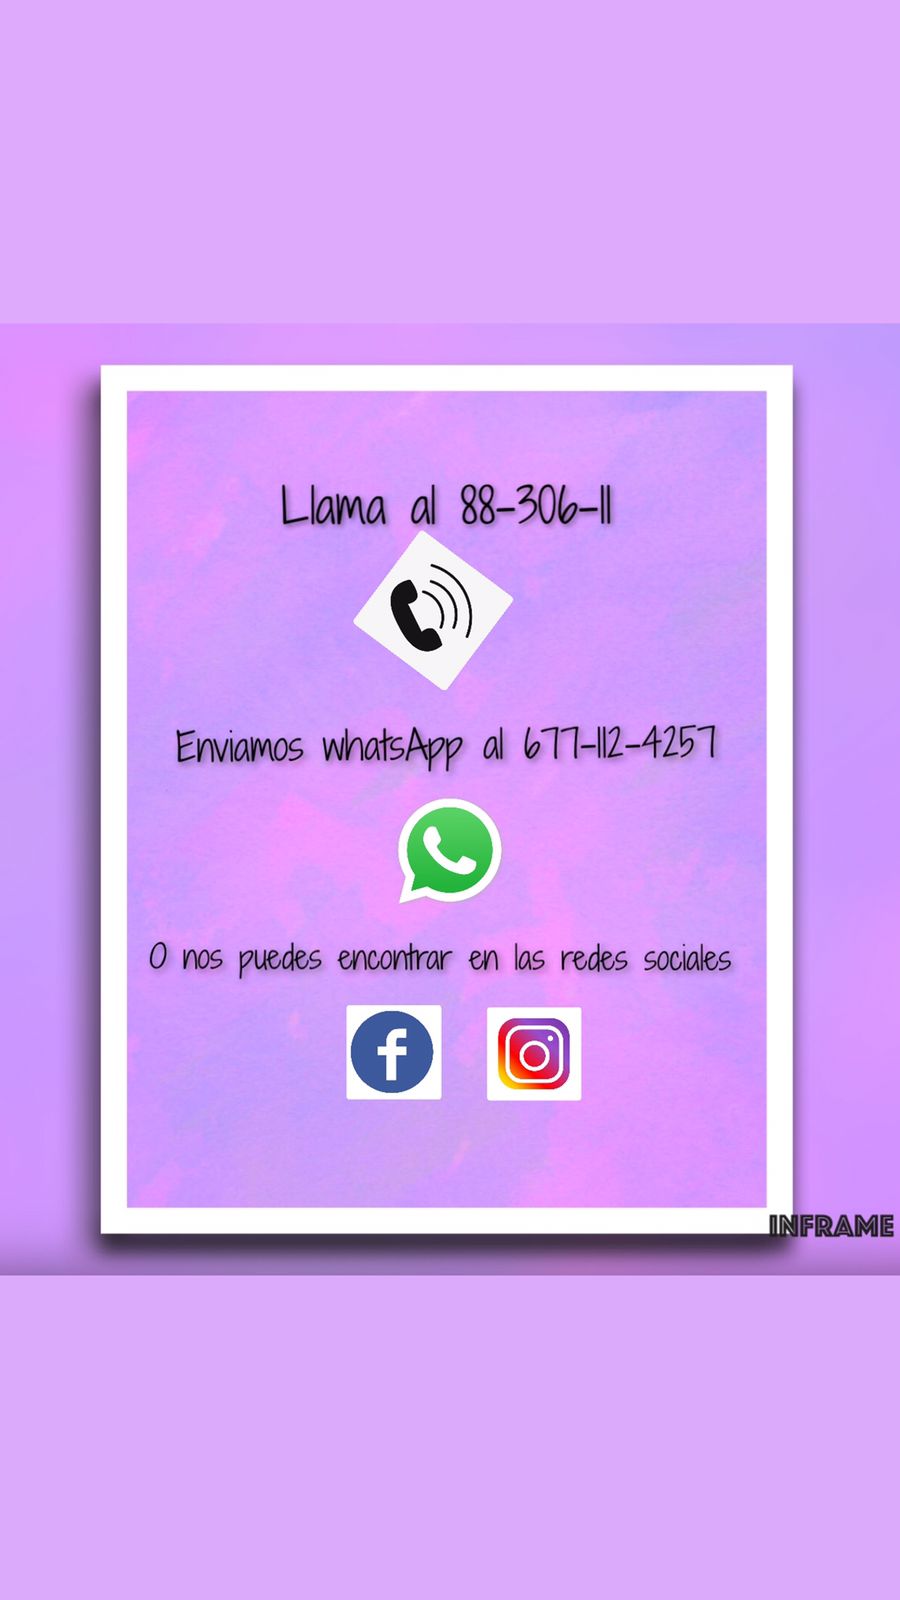 Llama al 88-306-11
Enviamos whatsApp al 677-112-4257
O nos puedes encontrar en las redes sociales
f
INFRAME